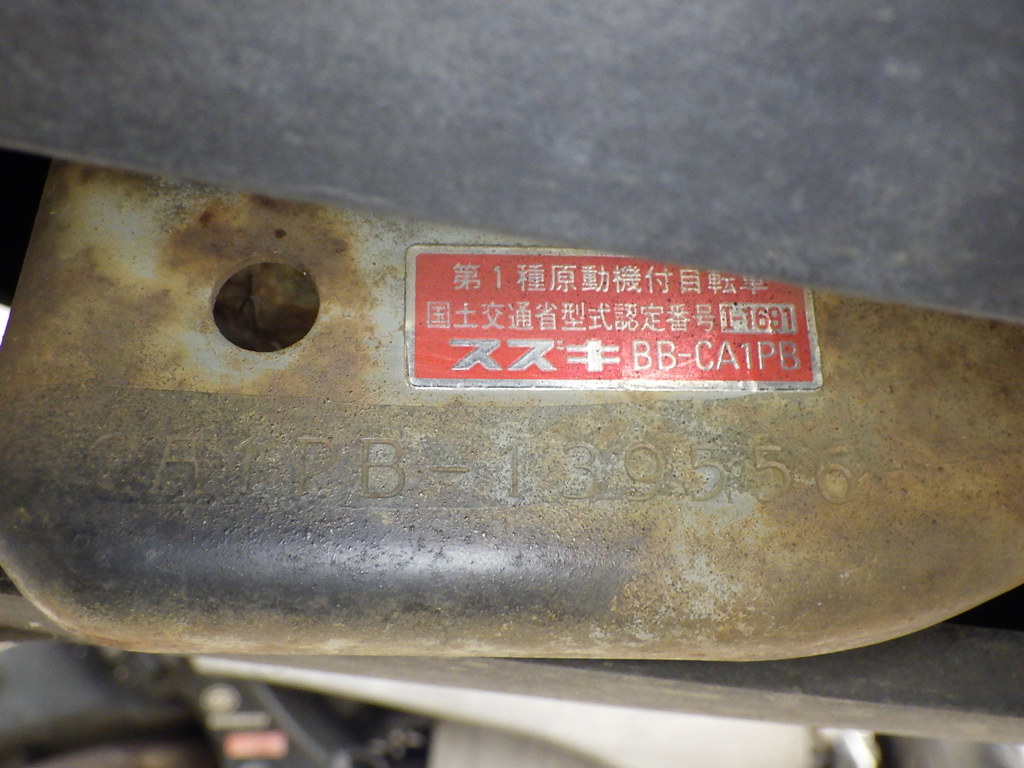 第1種原動機付自転車
国土交通省型式認定番号 I-1691
スズキ BB-CA1PB
CA1PB-139556